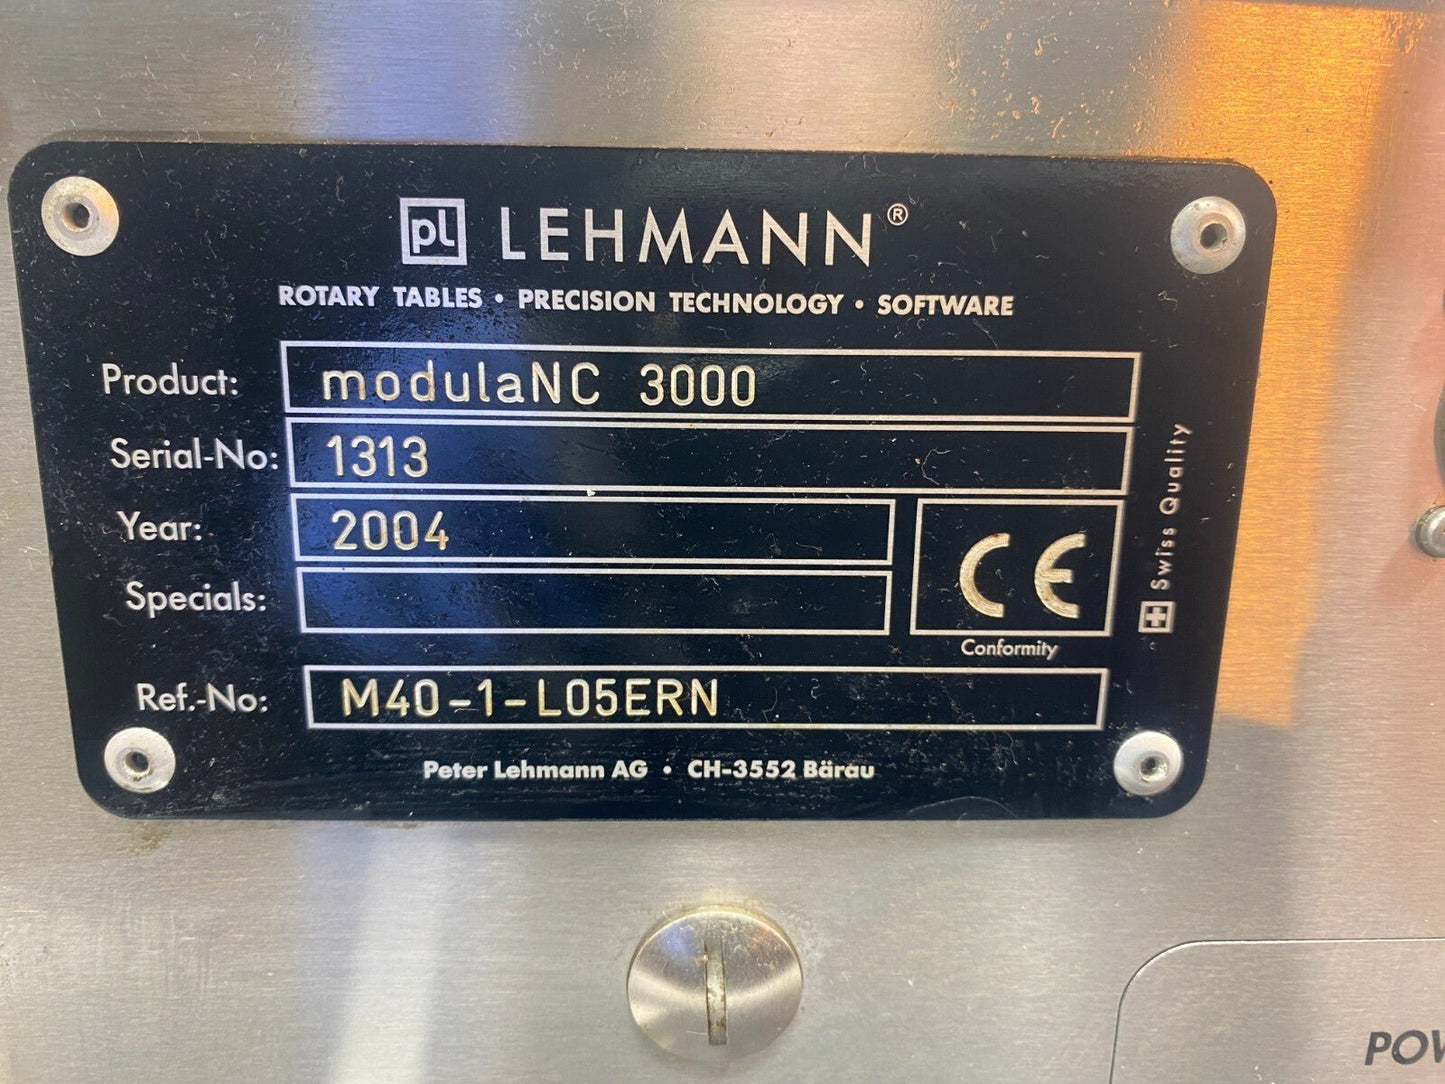 pl LEHMANN®
ROTARY TABLES • PRECISION TECHNOLOGY • SOFTWARE
Product: modulaNC 3000
Serial-No: 1313
Year: 2004
Specials:
CE
Conformity
Swiss Quality
Ref.-No: M40-1-L05ERN
Peter Lehmann AG • CH-3552 Bärau